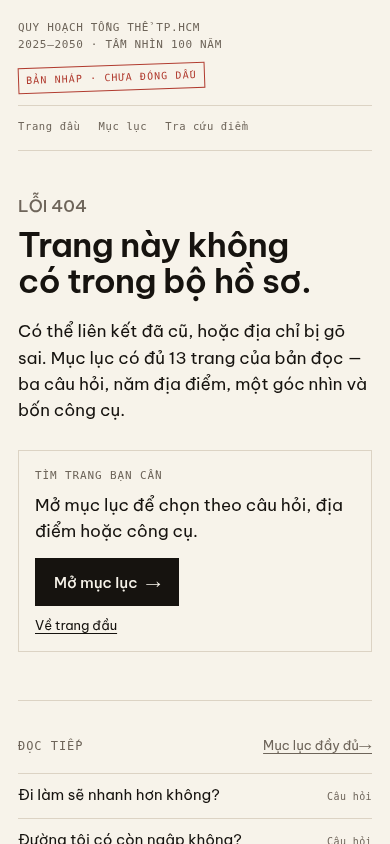 QUY HOẠCH TỔNG THỂ TP.HCM
2025–2050 · TẦM NHÌN 100 NĂM
BẢN NHÁP · CHƯA ĐÓNG DẤU
Trang đầu Mục lục Tra cứu điểm
LỖI 404
Trang này không
có trong bộ hồ sơ.
Có thể liên kết đã cũ, hoặc địa chỉ bị gõ
sai. Mục lục có đủ 13 trang của bản đọc —
ba câu hỏi, năm địa điểm, một góc nhìn và
bốn công cụ.
TÌM TRANG BẠN CẦN
Mở mục lục để chọn theo câu hỏi, địa
điểm hoặc công cụ.
Mở mục lục →
Về trang đầu
ĐỌC TIẾP Mục lục đầy đủ→
Đi làm sẽ nhanh hơn không? Câu hỏi
Đường tôi có còn ngập không? Câu hỏi